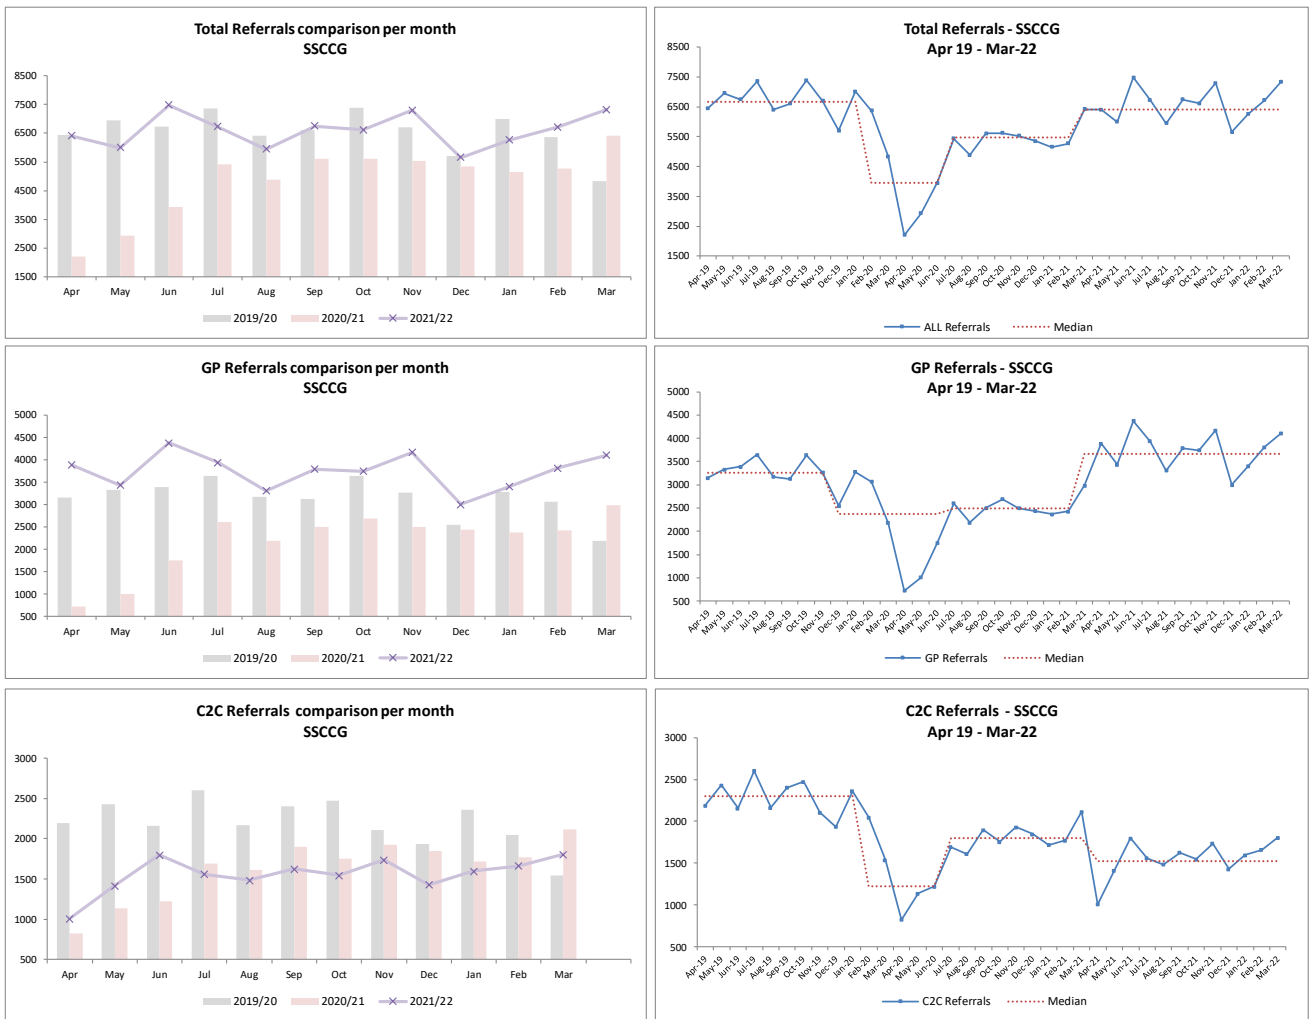 Total Referrals comparison per month
SSCCG
8500
7500
6500
5500
4500
3500
2500
1500
Apr May Jun Jul Aug Sep Oct Nov Dec Jan Feb Mar
2019/20 2020/21 2021/22
Total Referrals - SSCCG
Apr 19 - Mar-22
8500
7500
6500
5500
4500
3500
2500
1500
Apr-19 May-19 Jun-19 Jul-19 Aug-19 Sep-19 Oct-19 Nov-19 Dec-19 Jan-20 Feb-20 Mar-20 Apr-20 May-20 Jun-20 Jul-20 Aug-20 Sep-20 Oct-20 Nov-20 Dec-20 Jan-21 Feb-21 Mar-21 Apr-21 May-21 Jun-21 Jul-21 Aug-21 Sep-21 Oct-21 Nov-21 Dec-21 Jan-22 Feb-22 Mar-22
ALL Referrals Median
GP Referrals comparison per month
SSCCG
5000
4500
4000
3500
3000
2500
2000
1500
1000
500
Apr May Jun Jul Aug Sep Oct Nov Dec Jan Feb Mar
2019/20 2020/21 2021/22
GP Referrals - SSCCG
Apr 19 - Mar-22
5000
4500
4000
3500
3000
2500
2000
1500
1000
500
Apr-19 May-19 Jun-19 Jul-19 Aug-19 Sep-19 Oct-19 Nov-19 Dec-19 Jan-20 Feb-20 Mar-20 Apr-20 May-20 Jun-20 Jul-20 Aug-20 Sep-20 Oct-20 Nov-20 Dec-20 Jan-21 Feb-21 Mar-21 Apr-21 May-21 Jun-21 Jul-21 Aug-21 Sep-21 Oct-21 Nov-21 Dec-21 Jan-22 Feb-22 Mar-22
GP Referrals Median
C2C Referrals comparison per month
SSCCG
3000
2500
2000
1500
1000
500
Apr May Jun Jul Aug Sep Oct Nov Dec Jan Feb Mar
2019/20 2020/21 2021/22
C2C Referrals - SSCCG
Apr 19 - Mar-22
3000
2500
2000
1500
1000
500
Apr-19 May-19 Jun-19 Jul-19 Aug-19 Sep-19 Oct-19 Nov-19 Dec-19 Jan-20 Feb-20 Mar-20 Apr-20 May-20 Jun-20 Jul-20 Aug-20 Sep-20 Oct-20 Nov-20 Dec-20 Jan-21 Feb-21 Mar-21 Apr-21 May-21 Jun-21 Jul-21 Aug-21 Sep-21 Oct-21 Nov-21 Dec-21 Jan-22 Feb-22 Mar-22
C2C Referrals Median